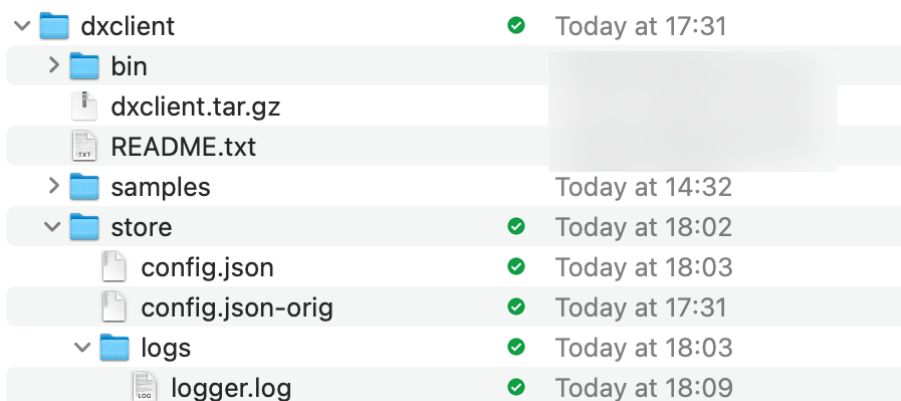 dxclient Today at 17:31
bin
dxclient.tar.gz
README.txt
samples Today at 14:32
store Today at 18:02
config.json Today at 18:03
config.json-orig Today at 17:31
logs Today at 18:03
logger.log Today at 18:09